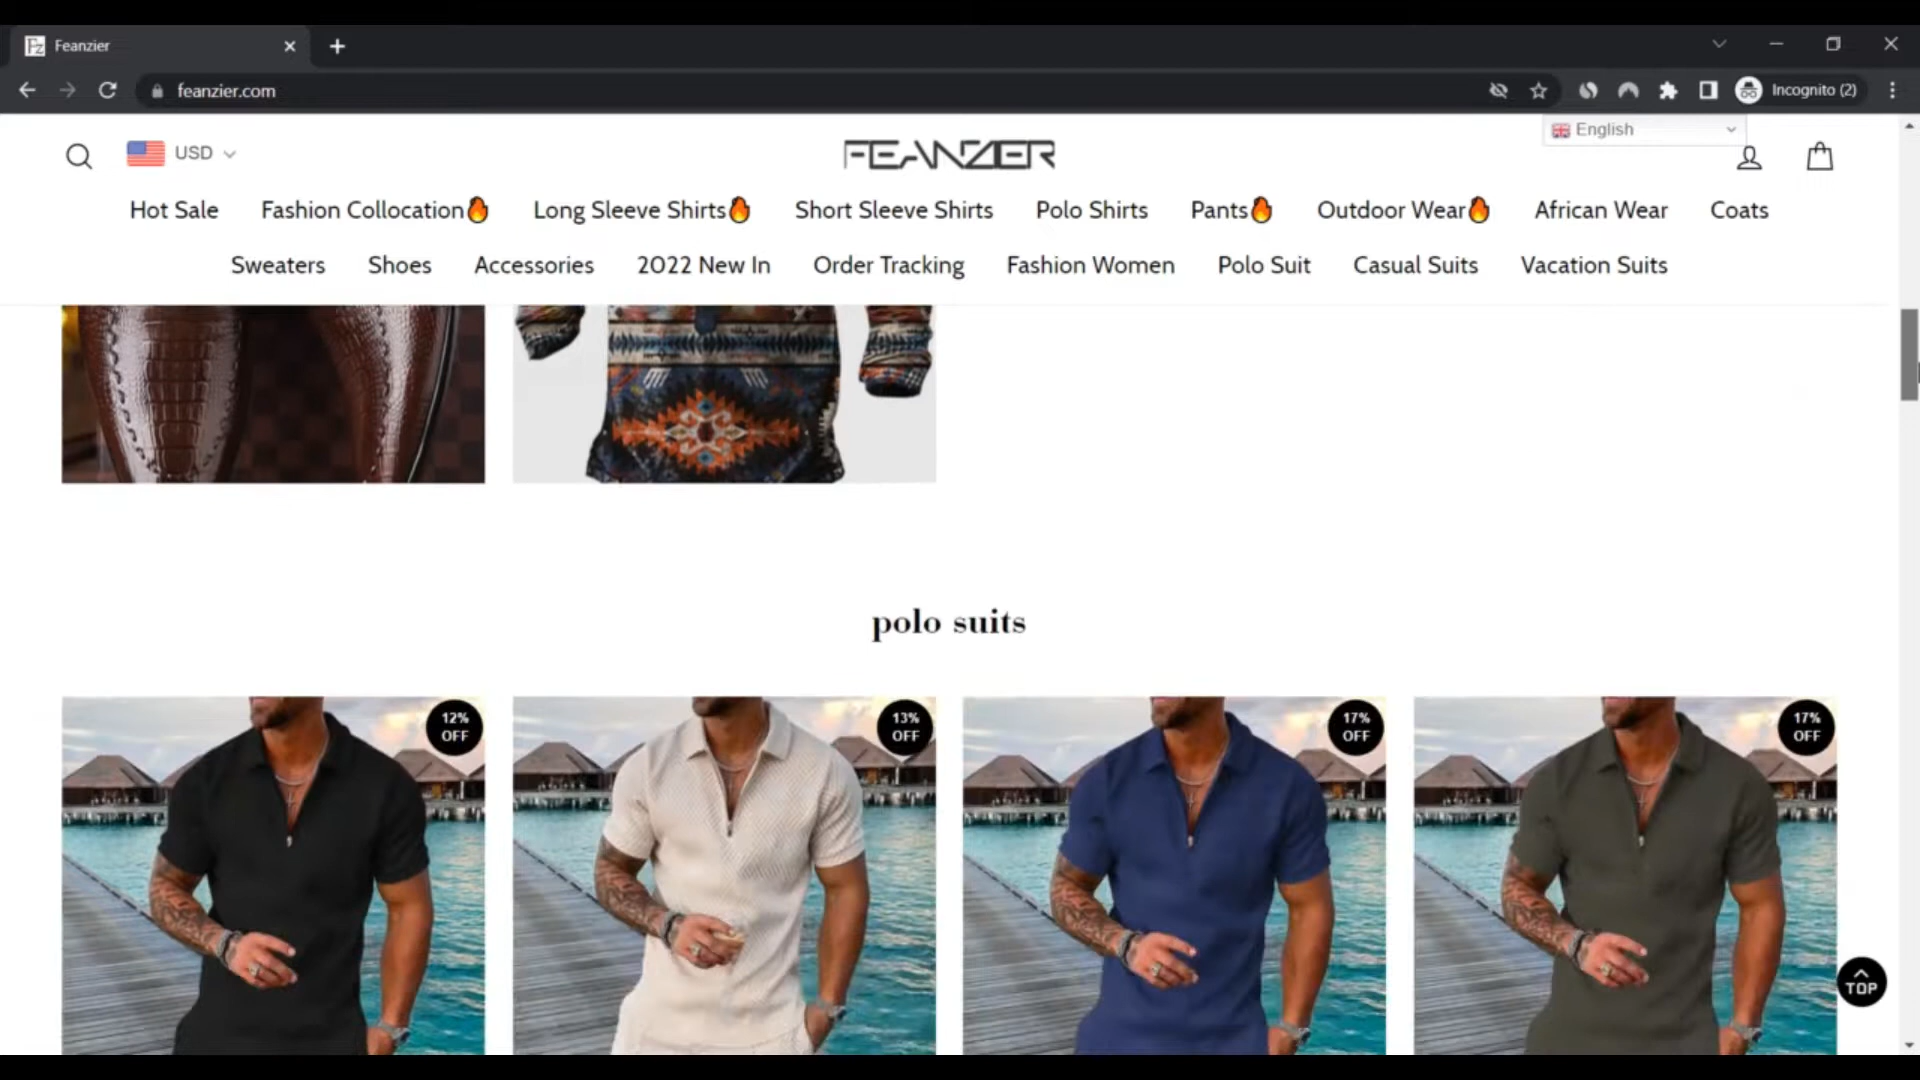 Feanzier
feanzier.com
Incognito (2)
English
USD
FEANZIER
Hot Sale Fashion Collocation🔥 Long Sleeve Shirts🔥 Short Sleeve Shirts Polo Shirts Pants🔥 Outdoor Wear🔥 African Wear Coats
Sweaters Shoes Accessories 2022 New In Order Tracking Fashion Women Polo Suit Casual Suits Vacation Suits
polo suits
12%
OFF
13%
OFF
17%
OFF
17%
OFF
TOP